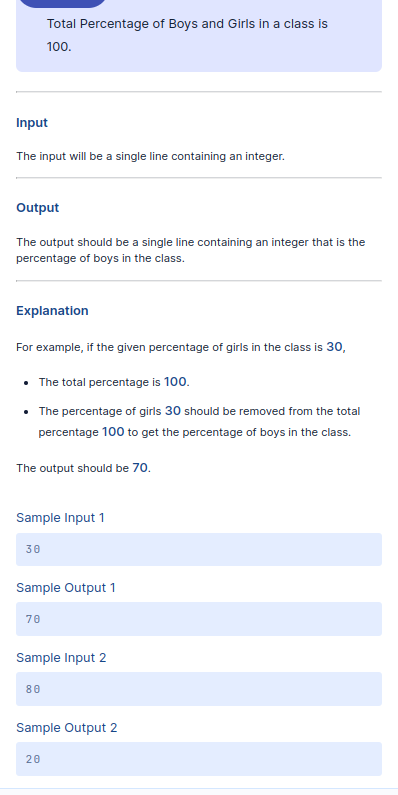 Total Percentage of Boys and Girls in a class is
100.
Input
The input will be a single line containing an integer.
Output
The output should be a single line containing an integer that is the
percentage of boys in the class.
Explanation
For example, if the given percentage of girls in the class is 30,
• The total percentage is 100.
• The percentage of girls 30 should be removed from the total
percentage 100 to get the percentage of boys in the class.
The output should be 70.
Sample Input 1
30
Sample Output 1
70
Sample Input 2
80
Sample Output 2
20